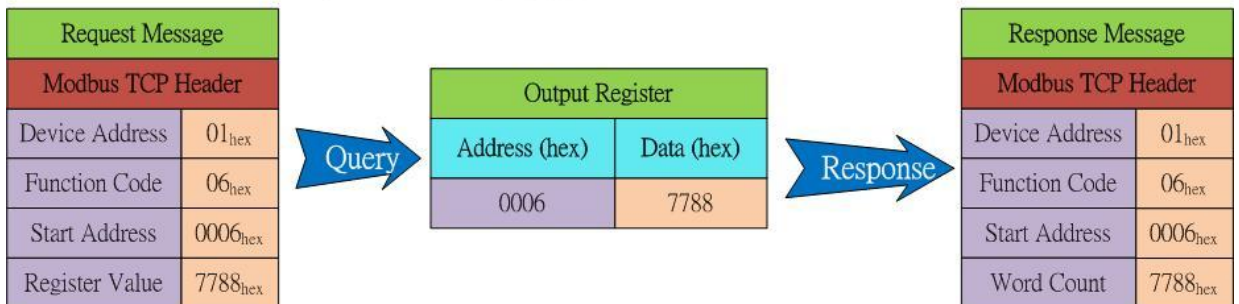 Request Message
Modbus TCP Header
Device Address 01hex
Function Code 06hex
Start Address 0006hex
Register Value 7788hex
Query
Output Register
Address (hex) Data (hex)
0006 7788
Response
Response Message
Modbus TCP Header
Device Address 01hex
Function Code 06hex
Start Address 0006hex
Word Count 7788hex